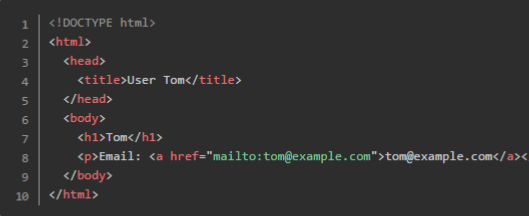 1 <!DOCTYPE html>
2 <html>
3 <head>
4 <title>User Tom</title>
5 </head>
6 <body>
7 <h1>Tom</h1>
8 <p>Email: <a href="mailto:tom@example.com">tom@example.com</a><
9 </body>
10 </html>